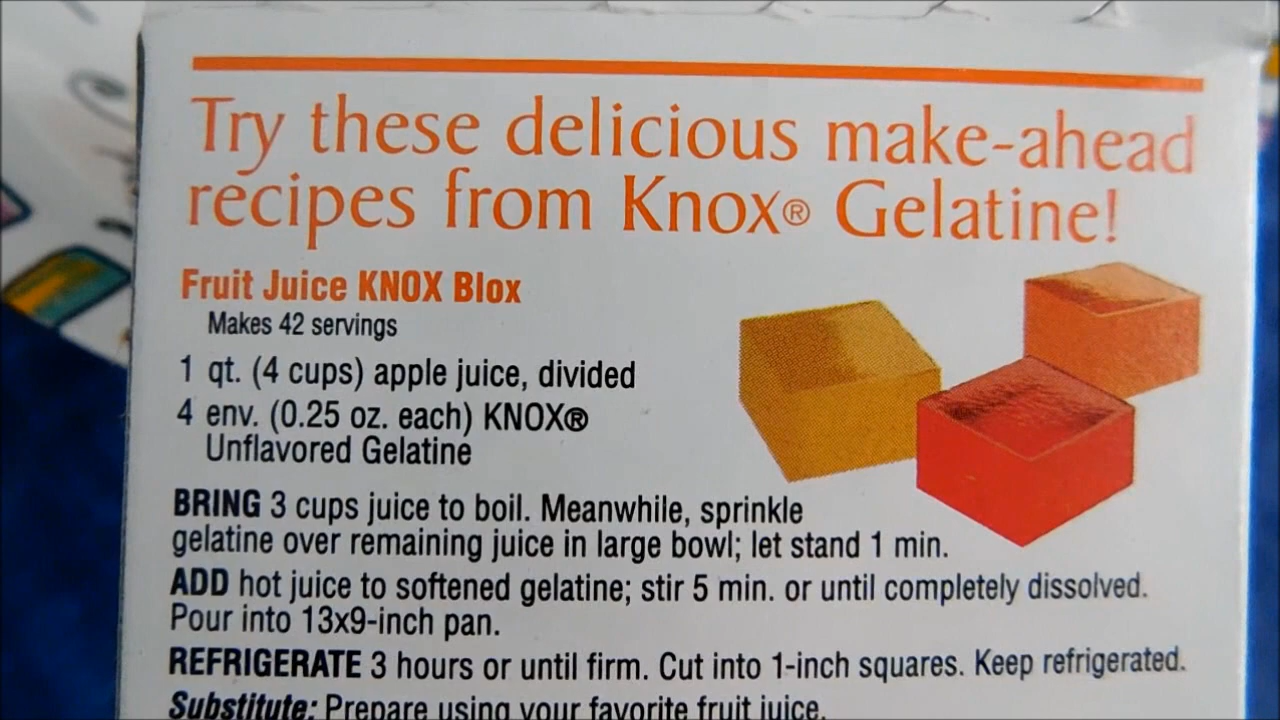 Try these delicious make-ahead
recipes from Knox® Gelatine!
Fruit Juice KNOX Blox
Makes 42 servings
1 qt. (4 cups) apple juice, divided
4 env. (0.25 oz. each) KNOX®
Unflavored Gelatine
BRING 3 cups juice to boil. Meanwhile, sprinkle
gelatine over remaining juice in large bowl; let stand 1 min.
ADD hot juice to softened gelatine; stir 5 min. or until completely dissolved.
Pour into 13x9-inch pan.
REFRIGERATE 3 hours or until firm. Cut into 1-inch squares. Keep refrigerated.
Substitute: Prepare using your favorite fruit juice.